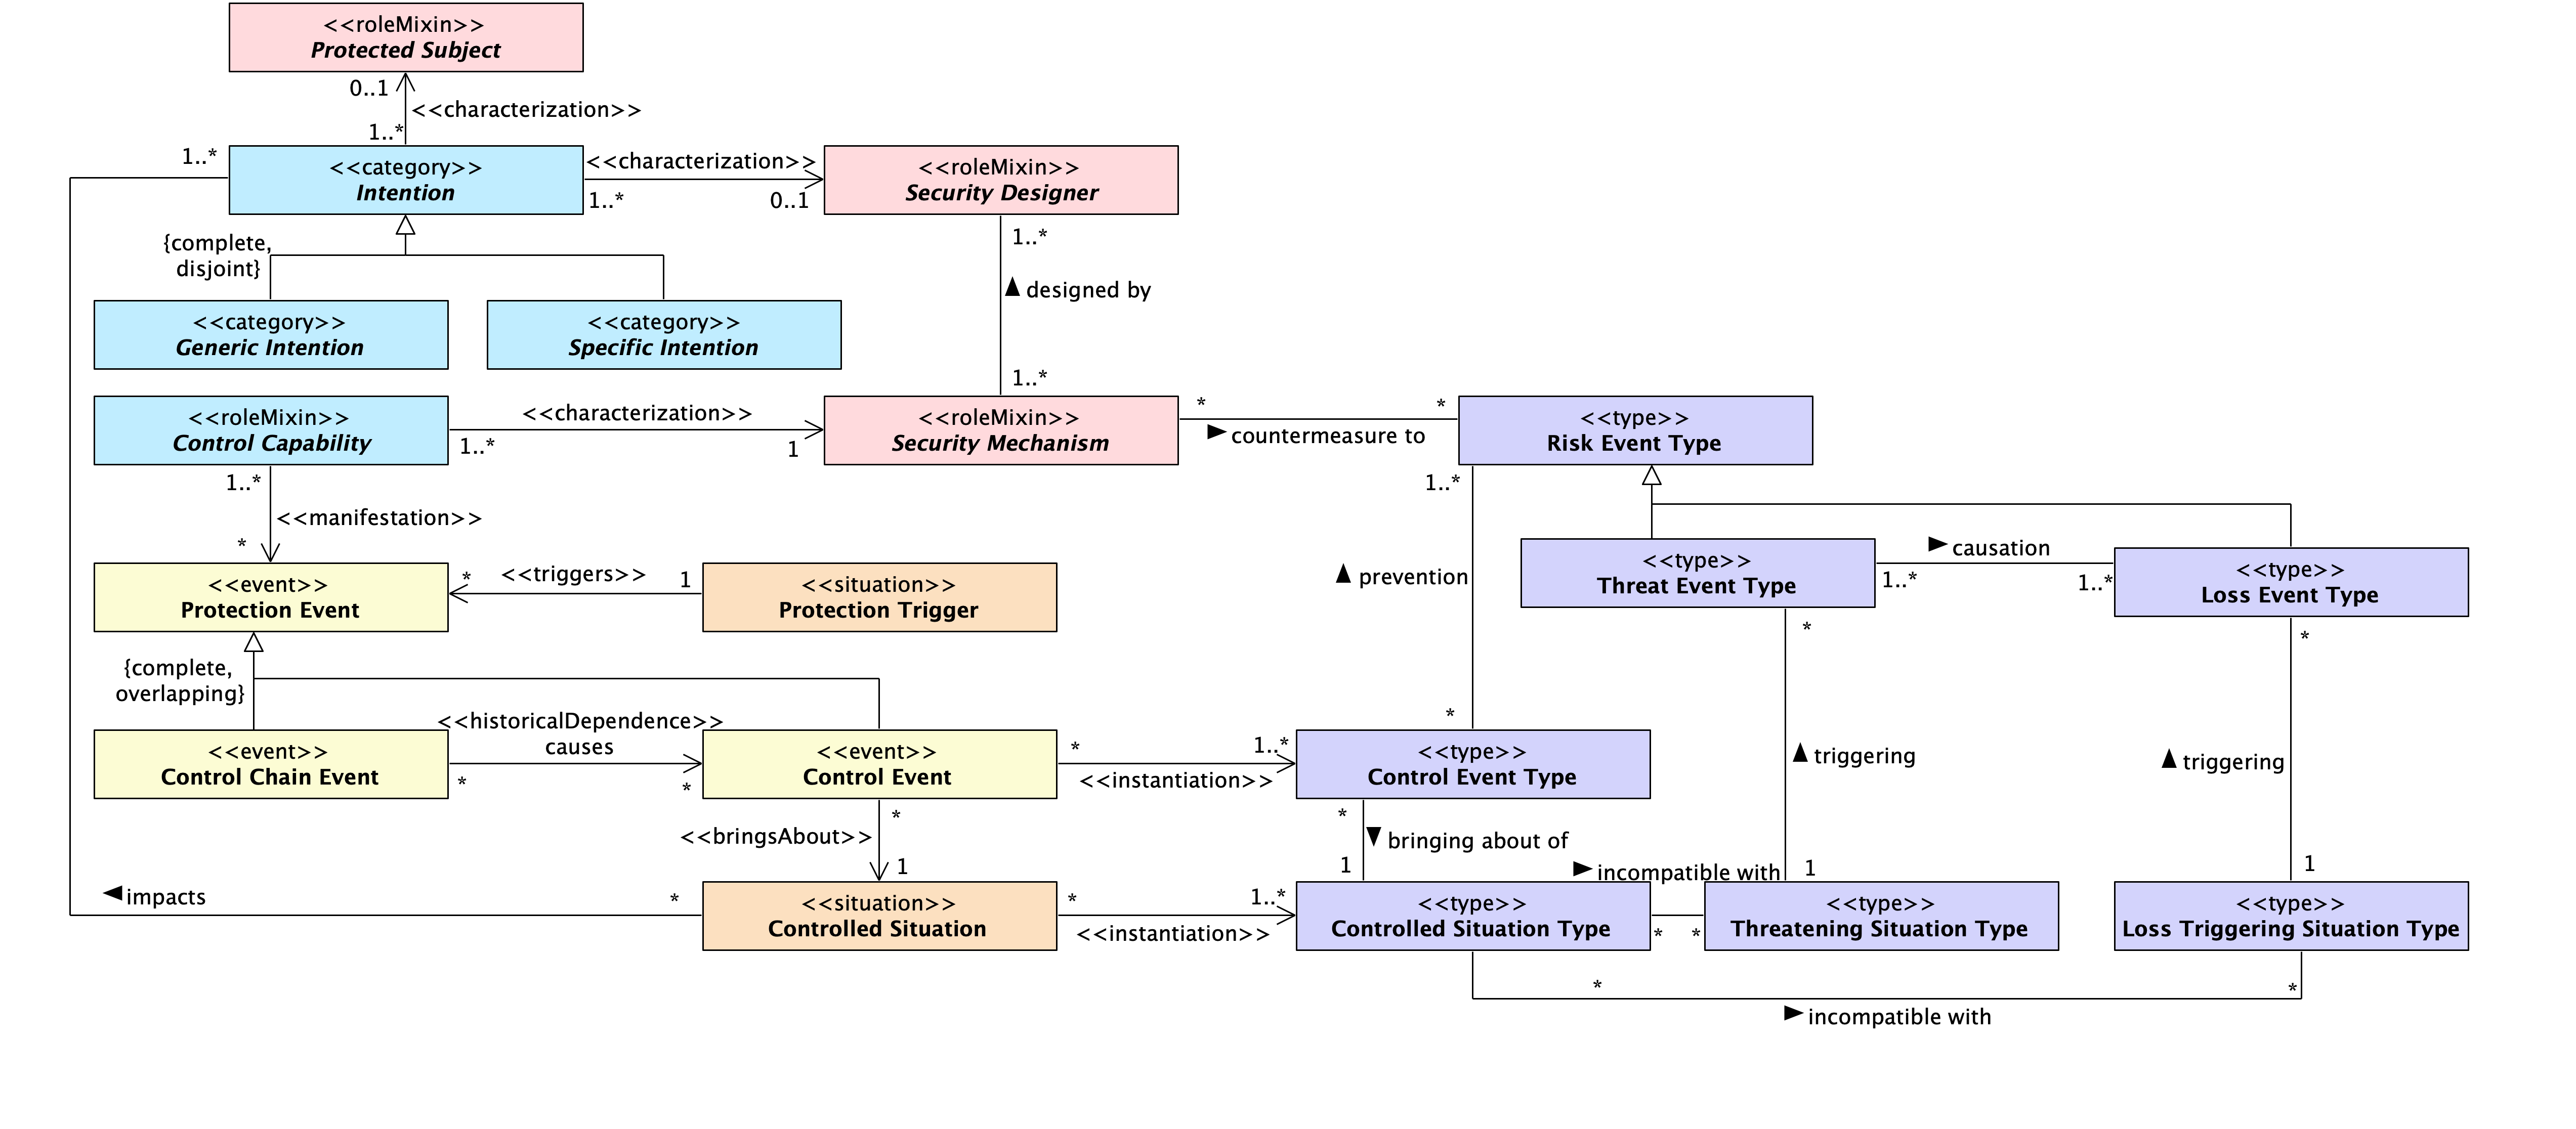 <<roleMixin>>
Protected Subject
0..1
<<characterization>>
1..*
1..*
<<category>>
Intention
<<characterization>>
1..*
0..1
<<roleMixin>>
Security Designer
{complete,
disjoint}
1..*
designed by
1..*
<<category>>
Generic Intention
<<category>>
Specific Intention
<<roleMixin>>
Control Capability
<<characterization>>
1..*
1
<<roleMixin>>
Security Mechanism
*
*
countermeasure to
<<type>>
Risk Event Type
1..*
<<manifestation>>
*
1..*
prevention
*
<<type>>
Threat Event Type
causation
1..*
1..*
<<type>>
Loss Event Type
<<event>>
Protection Event
*
<<triggers>>
1
<<situation>>
Protection Trigger
*
triggering
1
*
triggering
1
{complete,
overlapping}
<<event>>
Control Chain Event
<<historicalDependence>>
causes
*
*
<<event>>
Control Event
*
1..*
<<instantiation>>
<<type>>
Control Event Type
*
<<bringsAbout>>
1
*
bringing about of
1
incompatible with
impacts
*
<<situation>>
Controlled Situation
*
1..*
<<instantiation>>
<<type>>
Controlled Situation Type
*
*
<<type>>
Threatening Situation Type
<<type>>
Loss Triggering Situation Type
*
*
incompatible with